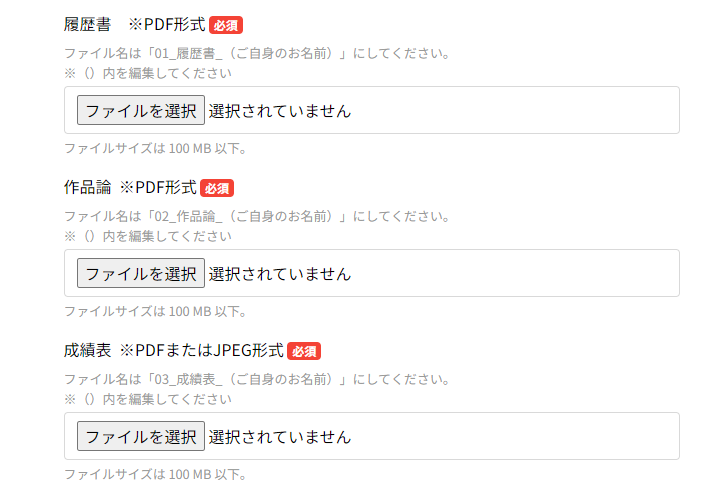 履歴書　※PDF形式 必須
ファイル名は「01_履歴書_（ご自身のお名前）」にしてください。
※（）内を編集してください
ファイルを選択 選択されていません
ファイルサイズは 100 MB 以下。
作品論 ※PDF形式 必須
ファイル名は「02_作品論_（ご自身のお名前）」にしてください。
※（）内を編集してください
ファイルを選択 選択されていません
ファイルサイズは 100 MB 以下。
成績表 ※PDFまたはJPEG形式 必須
ファイル名は「03_成績表_（ご自身のお名前）」にしてください。
※（）内を編集してください
ファイルを選択 選択されていません
ファイルサイズは 100 MB 以下。